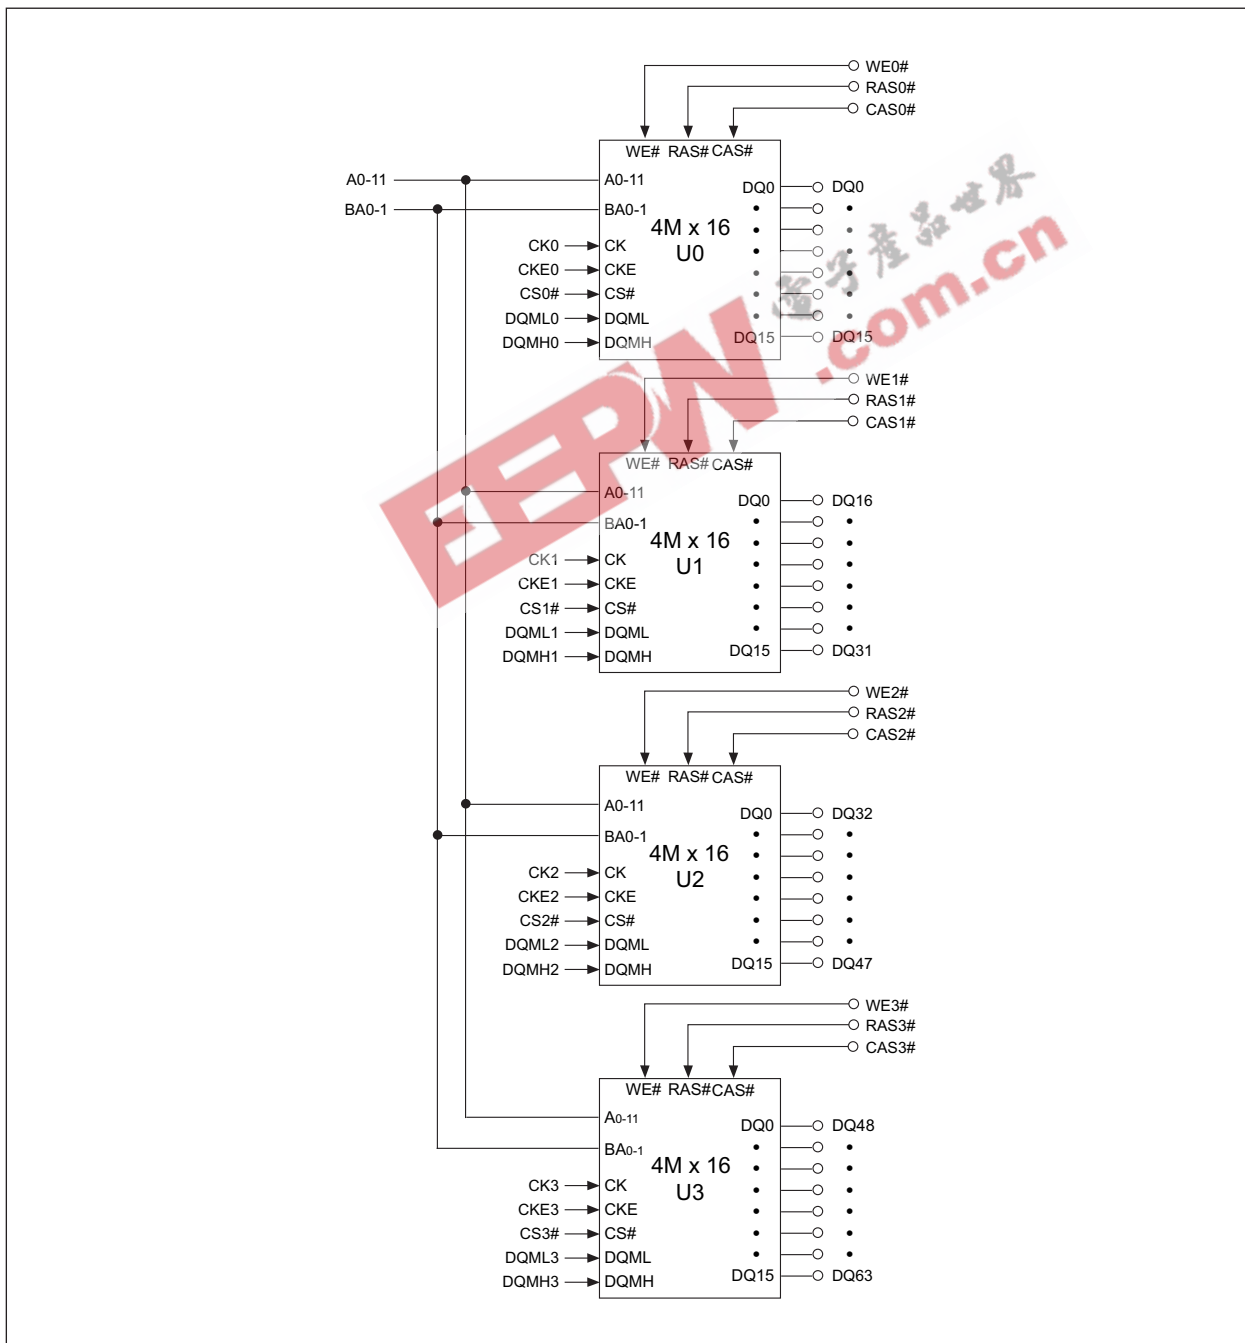 WE0#
RAS0#
CAS0#
WE# RAS# CAS#
A0-11 A0-11
BA0-1 BA0-1
DQ0 DQ0
4M x 16
U0
CK0 CK
CKE0 CKE
CS0# CS#
DQML0 DQML
DQMH0 DQMH
DQ15 DQ15
WE1#
RAS1#
CAS1#
WE# RAS# CAS#
A0-11
BA0-1
DQ0 DQ16
4M x 16
U1
CK1 CK
CKE1 CKE
CS1# CS#
DQML1 DQML
DQMH1 DQMH
DQ15 DQ31
WE2#
RAS2#
CAS2#
WE# RAS# CAS#
A0-11
BA0-1
DQ0 DQ32
4M x 16
U2
CK2 CK
CKE2 CKE
CS2# CS#
DQML2 DQML
DQMH2 DQMH
DQ15 DQ47
WE3#
RAS3#
CAS3#
WE# RAS# CAS#
A0-11
BA0-1
DQ0 DQ48
4M x 16
U3
CK3 CK
CKE3 CKE
CS3# CS#
DQML3 DQML
DQMH3 DQMH
DQ15 DQ63
EEPW.com.cn
電子產品世界